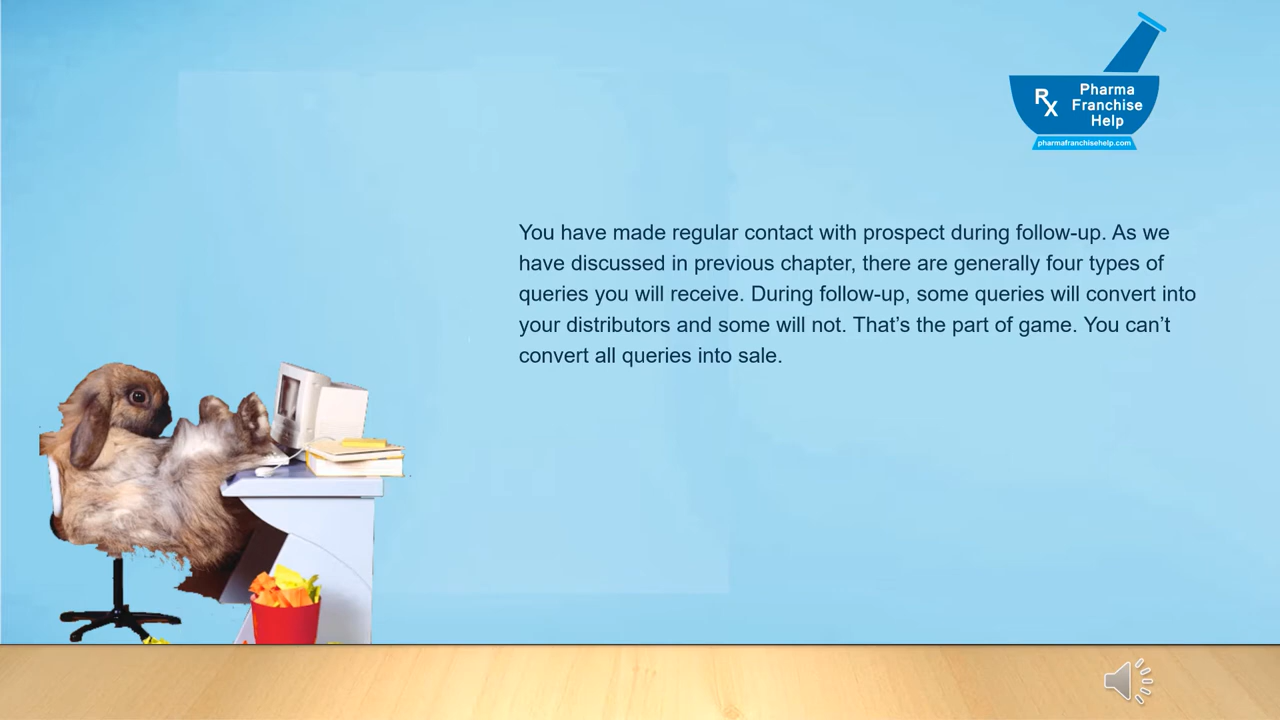 Rx Pharma
Franchise
Help
pharmafranchisehelp.com
You have made regular contact with prospect during follow-up. As we
have discussed in previous chapter, there are generally four types of
queries you will receive. During follow-up, some queries will convert into
your distributors and some will not. That’s the part of game. You can’t
convert all queries into sale.